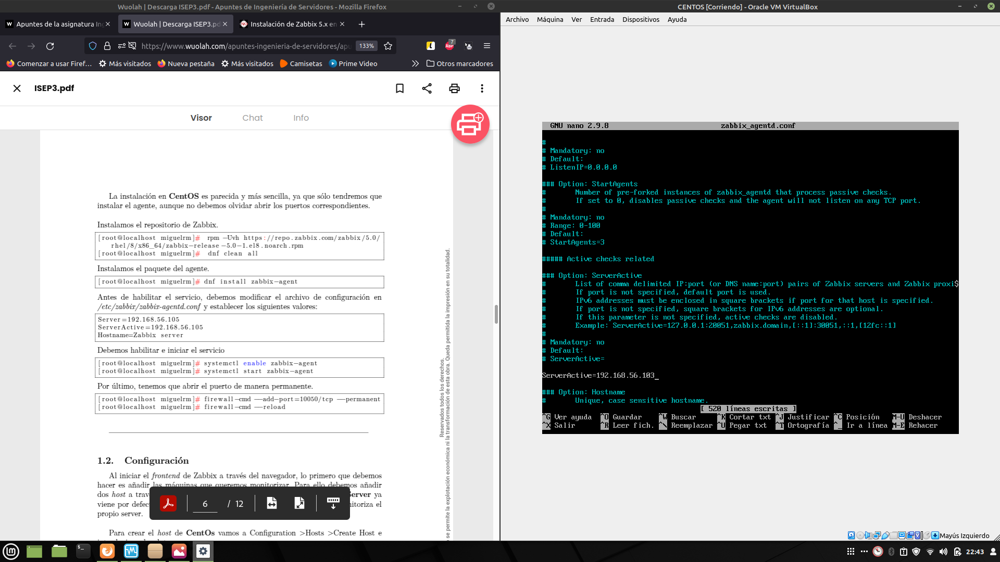 Wuolah | Descarga ISEP3.pdf - Apuntes de Ingeniería de Servidores - Mozilla Firefox
Apuntes de la asignatura In
Wuolah | Descarga ISEP3.pd
Instalación de Zabbix 5.x en
https://www.wuolah.com/apuntes-ingenieria-de-servidores/apu
133%
7
ABP
Comenzar a usar Firef...
Más visitados
Nueva pestaña
Más visitados
Camisetas
Prime Video
Otros marcadores
ISEP3.pdf
Visor
Chat
Info
La instalación en CentOS es parecida y más sencilla, ya que sólo tendremos que
instalar el agente, aunque no debemos olvidar abrir los puertos correspondientes.
Instalamos el repositorio de Zabbix.
[root@localhost miguelrm]# rpm −Uvh https://repo.zabbix.com/zabbix/5.0/
rhel/8/x86_64/zabbix−release−5.0−1.el8.noarch.rpm
[root@localhost miguelrm]# dnf clean all
Instalamos el paquete del agente.
[root@localhost miguelrm]# dnf install zabbix−agent
Antes de habilitar el servicio, debemos modificar el archivo de configuración en
/etc/zabbix/zabbix-agentd.conf y establecer los siguientes valores:
Server=192.168.56.105
ServerActive=192.168.56.105
Hostname=Zabbix server
Debemos habilitar e iniciar el servicio
[root@localhost miguelrm]# systemctl enable zabbix−agent
[root@localhost miguelrm]# systemctl start zabbix−agent
Por último, tenemos que abrir el puerto de manera permanente.
[root@localhost miguelrm]# firewall−cmd −−add−port=10050/tcp −−permanent
[root@localhost miguelrm]# firewall−cmd −−reload
1.2. Configuración
Al iniciar el frontend de Zabbix a través del navegador, lo primero que debemos
hacer es añadir las máquinas que queremos monitorizar. Para ello debemos añadir
dos host a trav
Server ya
viene por defec
nitoriza el
propio server.
Para crear el host de CentOs vamos a Configuration >Hosts >Create Host e
Reservados todos los derechos.
se permite la explotación económica ni la transformación de esta obra. Queda permitida la impresión en su totalidad.
6 / 12
CENTOS [Corriendo] - Oracle VM VirtualBox
Archivo Máquina Ver Entrada Dispositivos Ayuda
GNU nano 2.9.8 zabbix_agentd.conf
#
# Mandatory: no
# Default:
# ListenIP=0.0.0.0
### Option: StartAgents
# Number of pre-forked instances of zabbix_agentd that process passive checks.
# If set to 0, disables passive checks and the agent will not listen on any TCP port.
#
# Mandatory: no
# Range: 0-100
# Default:
# StartAgents=3
##### Active checks related
### Option: ServerActive
# List of comma delimited IP:port (or DNS name:port) pairs of Zabbix servers and Zabbix proxi$
# If port is not specified, default port is used.
# IPv6 addresses must be enclosed in square brackets if port for that host is specified.
# If port is not specified, square brackets for IPv6 addresses are optional.
# If this parameter is not specified, active checks are disabled.
# Example: ServerActive=127.0.0.1:20051,zabbix.domain,[::1]:30051,::1,[12fc::1]
#
# Mandatory: no
# Default:
# ServerActive=
ServerActive=192.168.56.103_
### Option: Hostname
# Unique, case sensitive hostname.
[ 520 líneas escritas ]
^G Ver ayuda ^O Guardar ^W Buscar ^K Cortar txt ^J Justificar ^C Posición M-U Deshacer
^X Salir ^R Leer fich. ^\ Reemplazar ^U Pegar txt ^T Ortografía ^_ Ir a línea M-E Rehacer
Mayús Izquierdo
22:43